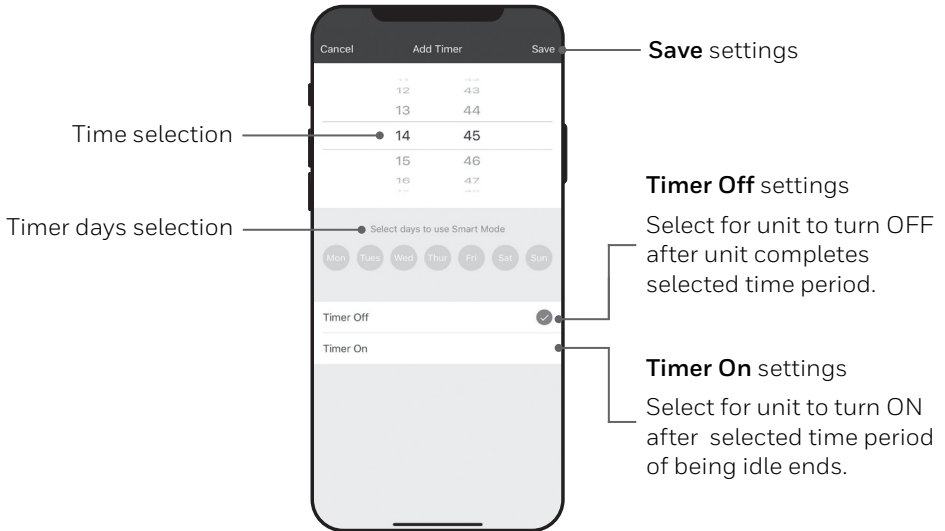 Cancel Add Timer Save
Save settings
12 43
13 44
Time selection
14 45
15 46
16 47
Timer days selection
Select days to use Smart Mode
Mon Tues Wed Thur Fri Sat Sun
Timer Off settings
Select for unit to turn OFF
after unit completes
selected time period.
Timer Off
Timer On
Timer On settings
Select for unit to turn ON
after selected time period
of being idle ends.